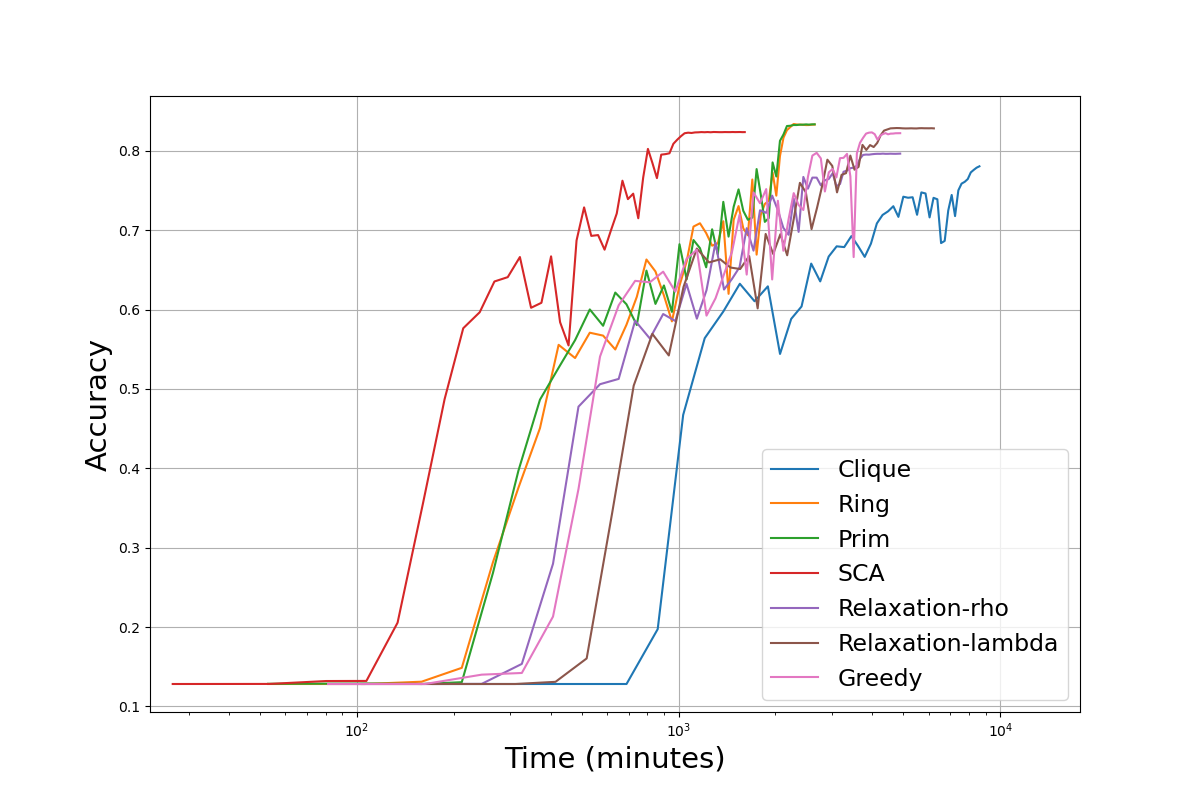 0.8
0.7
0.6
0.5
0.4
0.3
0.2
0.1
Accuracy
Clique
Ring
Prim
SCA
Relaxation-rho
Relaxation-lambda
Greedy
10² 10³ 10⁴
Time (minutes)